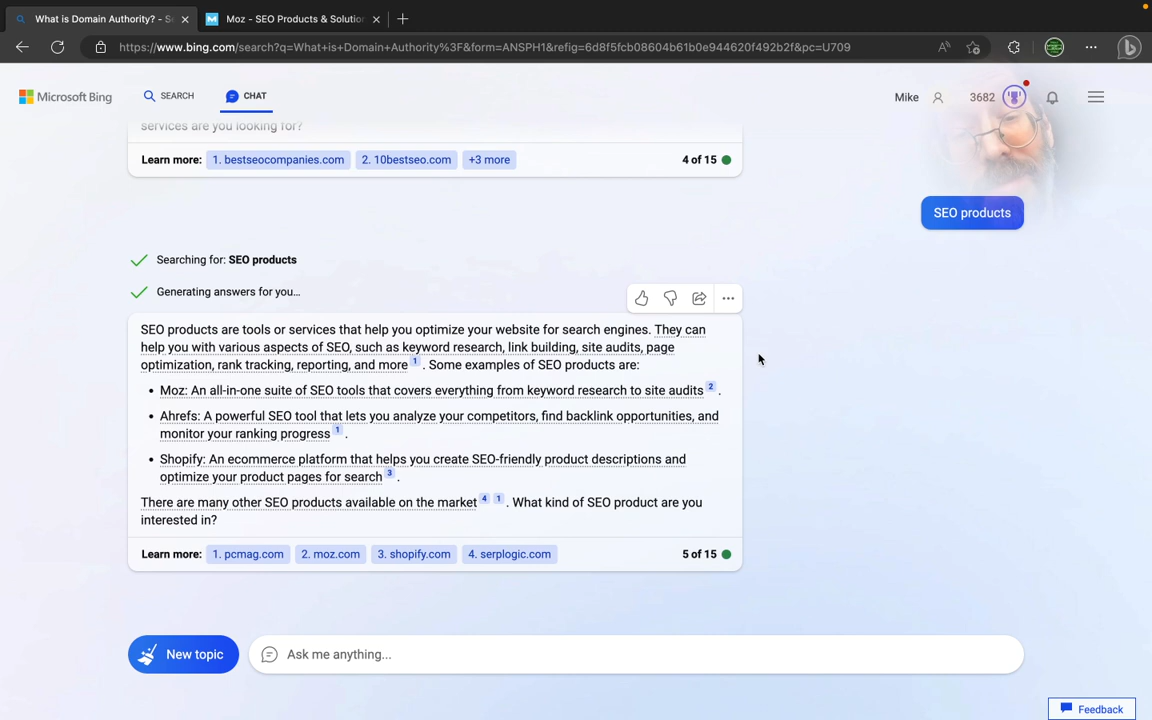 What is Domain Authority? - Se
Moz - SEO Products & Solution
https://www.bing.com/search?q=What+is+Domain+Authority%3F&form=ANSPH1&refig=6d8f5fcb08604b61b0e944620f492b2f&pc=U709
Microsoft Bing
SEARCH
CHAT
Mike
3682
services are you looking for?
Learn more: 1. bestseocompanies.com 2. 10bestseo.com +3 more 4 of 15
SEO products
Searching for: SEO products
Generating answers for you...
SEO products are tools or services that help you optimize your website for search engines. They can
help you with various aspects of SEO, such as keyword research, link building, site audits, page
optimization, rank tracking, reporting, and more 1 . Some examples of SEO products are:
• Moz: An all-in-one suite of SEO tools that covers everything from keyword research to site audits 2 .
• Ahrefs: A powerful SEO tool that lets you analyze your competitors, find backlink opportunities, and
monitor your ranking progress 1 .
• Shopify: An ecommerce platform that helps you create SEO-friendly product descriptions and
optimize your product pages for search 3 .
There are many other SEO products available on the market 4 1 . What kind of SEO product are you
interested in?
Learn more: 1. pcmag.com 2. moz.com 3. shopify.com 4. serplogic.com 5 of 15
New topic
Ask me anything...
Feedback